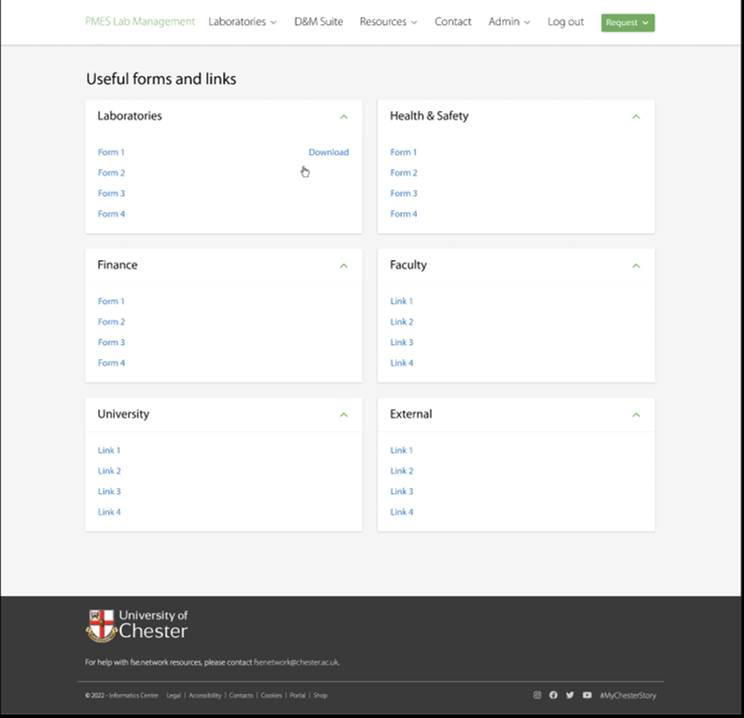 PMES Lab Management Laboratories D&M Suite Resources Contact Admin Log out Request
Useful forms and links
Laboratories
Form 1 Download
Form 2
Form 3
Form 4
Health & Safety
Form 1
Form 2
Form 3
Form 4
Finance
Form 1
Form 2
Form 3
Form 4
Faculty
Link 1
Link 2
Link 3
Link 4
University
Link 1
Link 2
Link 3
Link 4
External
Link 1
Link 2
Link 3
Link 4
University of
Chester
For help with fse.network resources, please contact fsenetwork@chester.ac.uk.
© 2022 - Informatics Centre Legal | Accessibility | Contacts | Cookies | Portal | Shop
#MyChesterStory